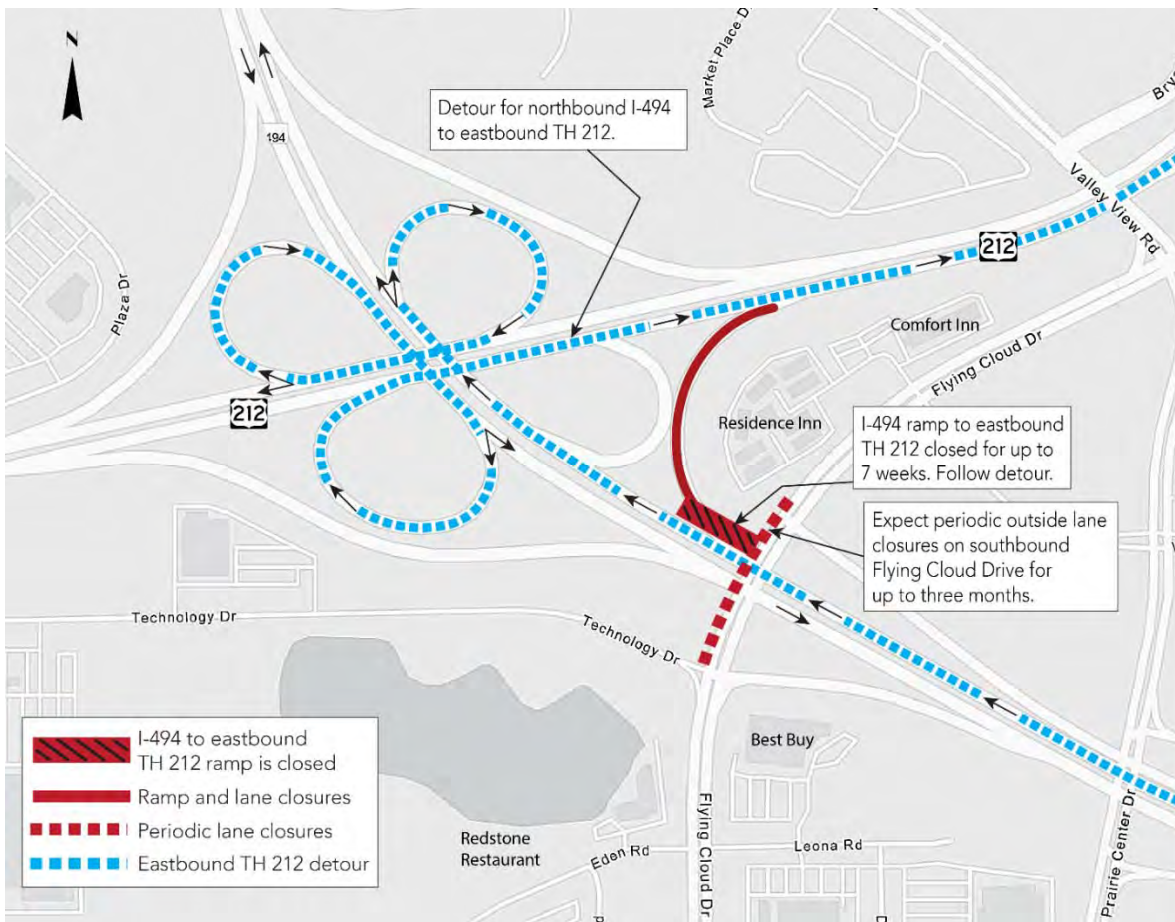 N
Market Place D
Bry
Detour for northbound I-494
to eastbound TH 212.
194
Valley View Rd
212
Plaza Dr
Comfort Inn
Flying Cloud Dr
212
Residence Inn
I-494 ramp to eastbound
TH 212 closed for up to
7 weeks. Follow detour.
Expect periodic outside lane
closures on southbound
Flying Cloud Drive for
up to three months.
Technology Dr
Technology Dr
I-494 to eastbound
TH 212 ramp is closed
Ramp and lane closures
Periodic lane closures
Eastbound TH 212 detour
Best Buy
Redstone
Restaurant
Eden Rd
Leona Rd
Flying Cloud Dr
Prairie Center Dr